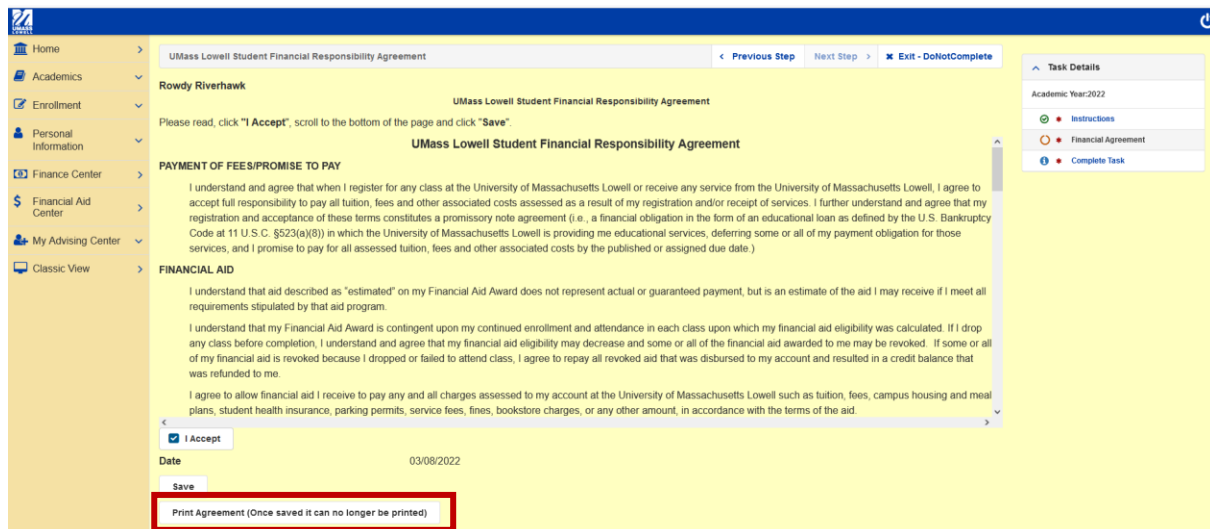 UMASS
LOWELL
Home
Academics
Enrollment
Personal
Information
Finance Center
Financial Aid
Center
My Advising Center
Classic View
UMass Lowell Student Financial Responsibility Agreement
Previous Step
Next Step
Exit - DoNotComplete
Rowdy Riverhawk
UMass Lowell Student Financial Responsibility Agreement
Please read, click "I Accept", scroll to the bottom of the page and click "Save".
UMass Lowell Student Financial Responsibility Agreement
PAYMENT OF FEES/PROMISE TO PAY
I understand and agree that when I register for any class at the University of Massachusetts Lowell or receive any service from the University of Massachusetts Lowell, I agree to
accept full responsibility to pay all tuition, fees and other associated costs assessed as a result of my registration and/or receipt of services. I further understand and agree that my
registration and acceptance of these terms constitutes a promissory note agreement (i.e., a financial obligation in the form of an educational loan as defined by the U.S. Bankruptcy
Code at 11 U.S.C. §523(a)(8)) in which the University of Massachusetts Lowell is providing me educational services, deferring some or all of my payment obligation for those
services, and I promise to pay for all assessed tuition, fees and other associated costs by the published or assigned due date.)
FINANCIAL AID
I understand that aid described as "estimated" on my Financial Aid Award does not represent actual or guaranteed payment, but is an estimate of the aid I may receive if I meet all
requirements stipulated by that aid program.
I understand that my Financial Aid Award is contingent upon my continued enrollment and attendance in each class upon which my financial aid eligibility was calculated. If I drop
any class before completion, I understand and agree that my financial aid eligibility may decrease and some or all of the financial aid awarded to me may be revoked. If some or all
of my financial aid is revoked because I dropped or failed to attend class, I agree to repay all revoked aid that was disbursed to my account and resulted in a credit balance that
was refunded to me.
I agree to allow financial aid I receive to pay any and all charges assessed to my account at the University of Massachusetts Lowell such as tuition, fees, campus housing and meal
plans, student health insurance, parking permits, service fees, fines, bookstore charges, or any other amount, in accordance with the terms of the aid.
I Accept
Date 03/08/2022
Save
Print Agreement (Once saved it can no longer be printed)
Task Details
Academic Year:2022
Instructions
Financial Agreement
Complete Task